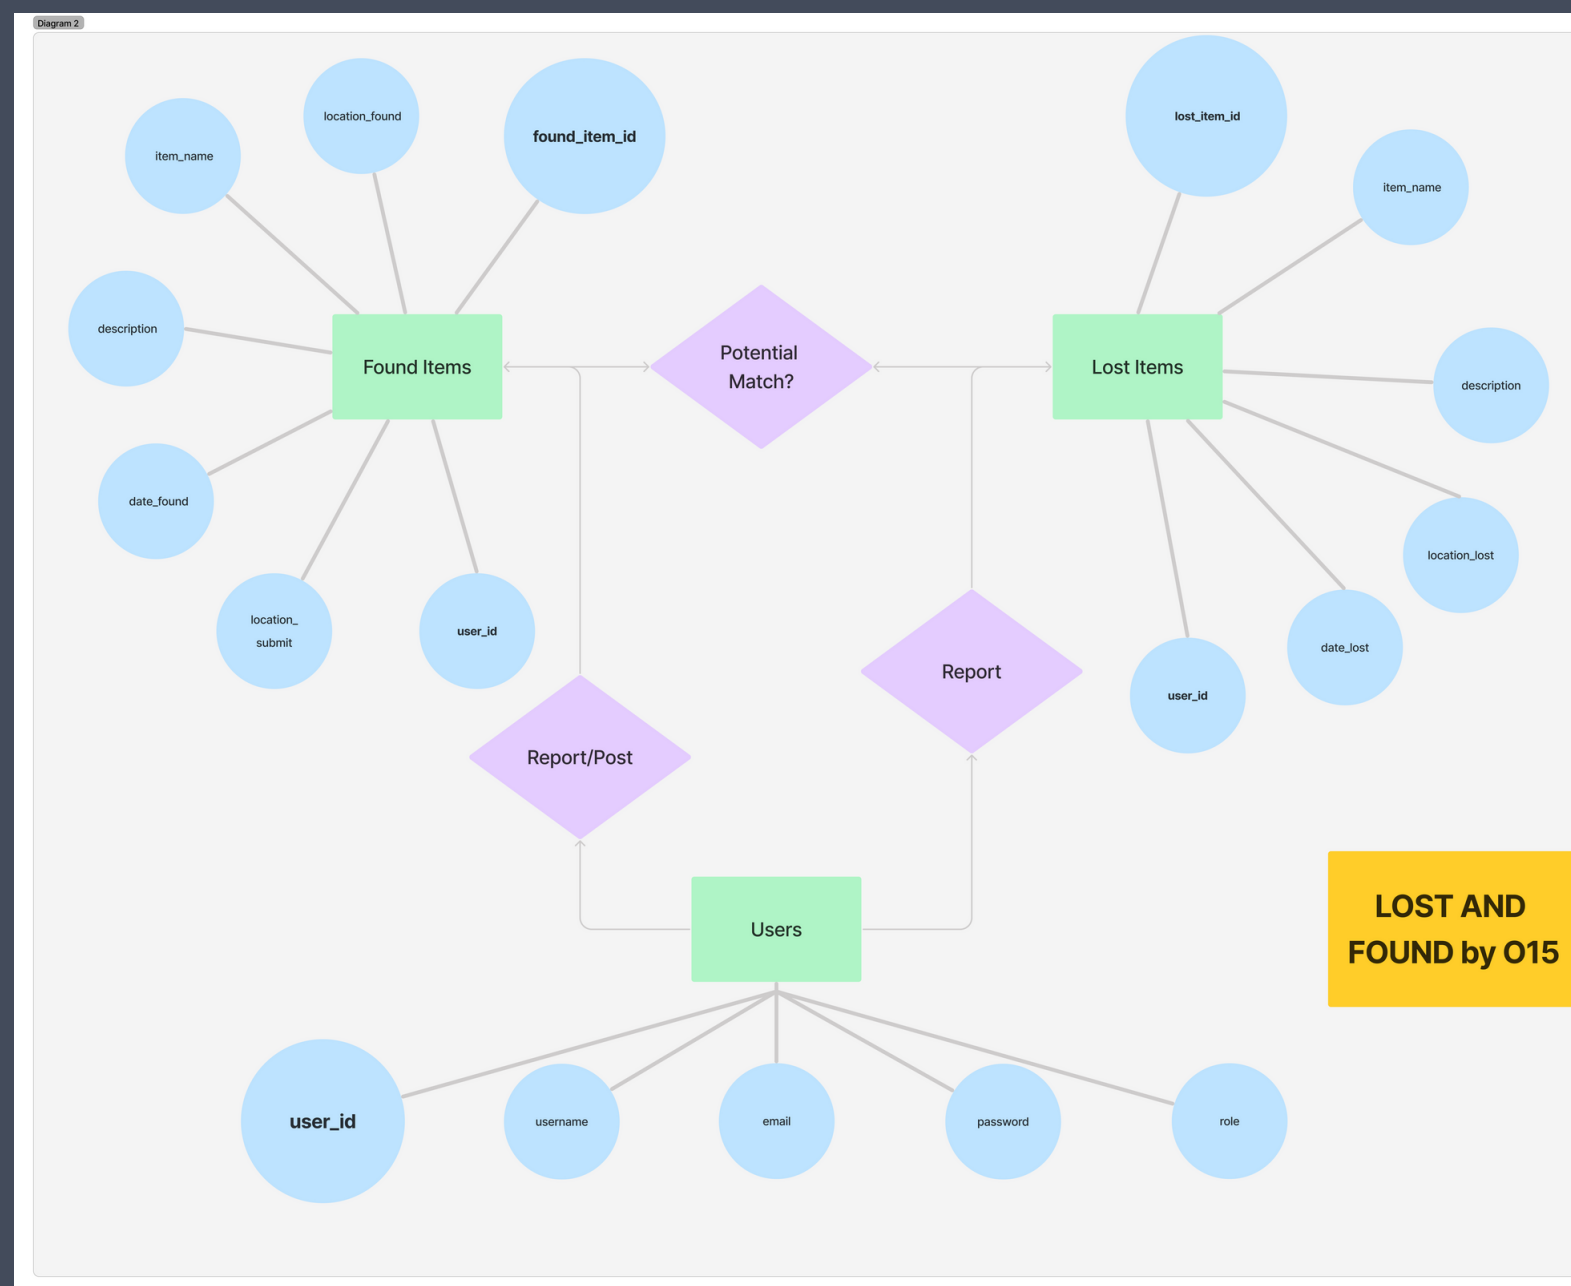 Diagram 2
location_found
found_item_id
item_name
description
Found Items
date_found
location_
submit
user_id
Potential
Match?
lost_item_id
item_name
Lost Items
description
location_lost
date_lost
user_id
Report/Post
Report
Users
user_id
username
email
password
role
LOST AND
FOUND by O15